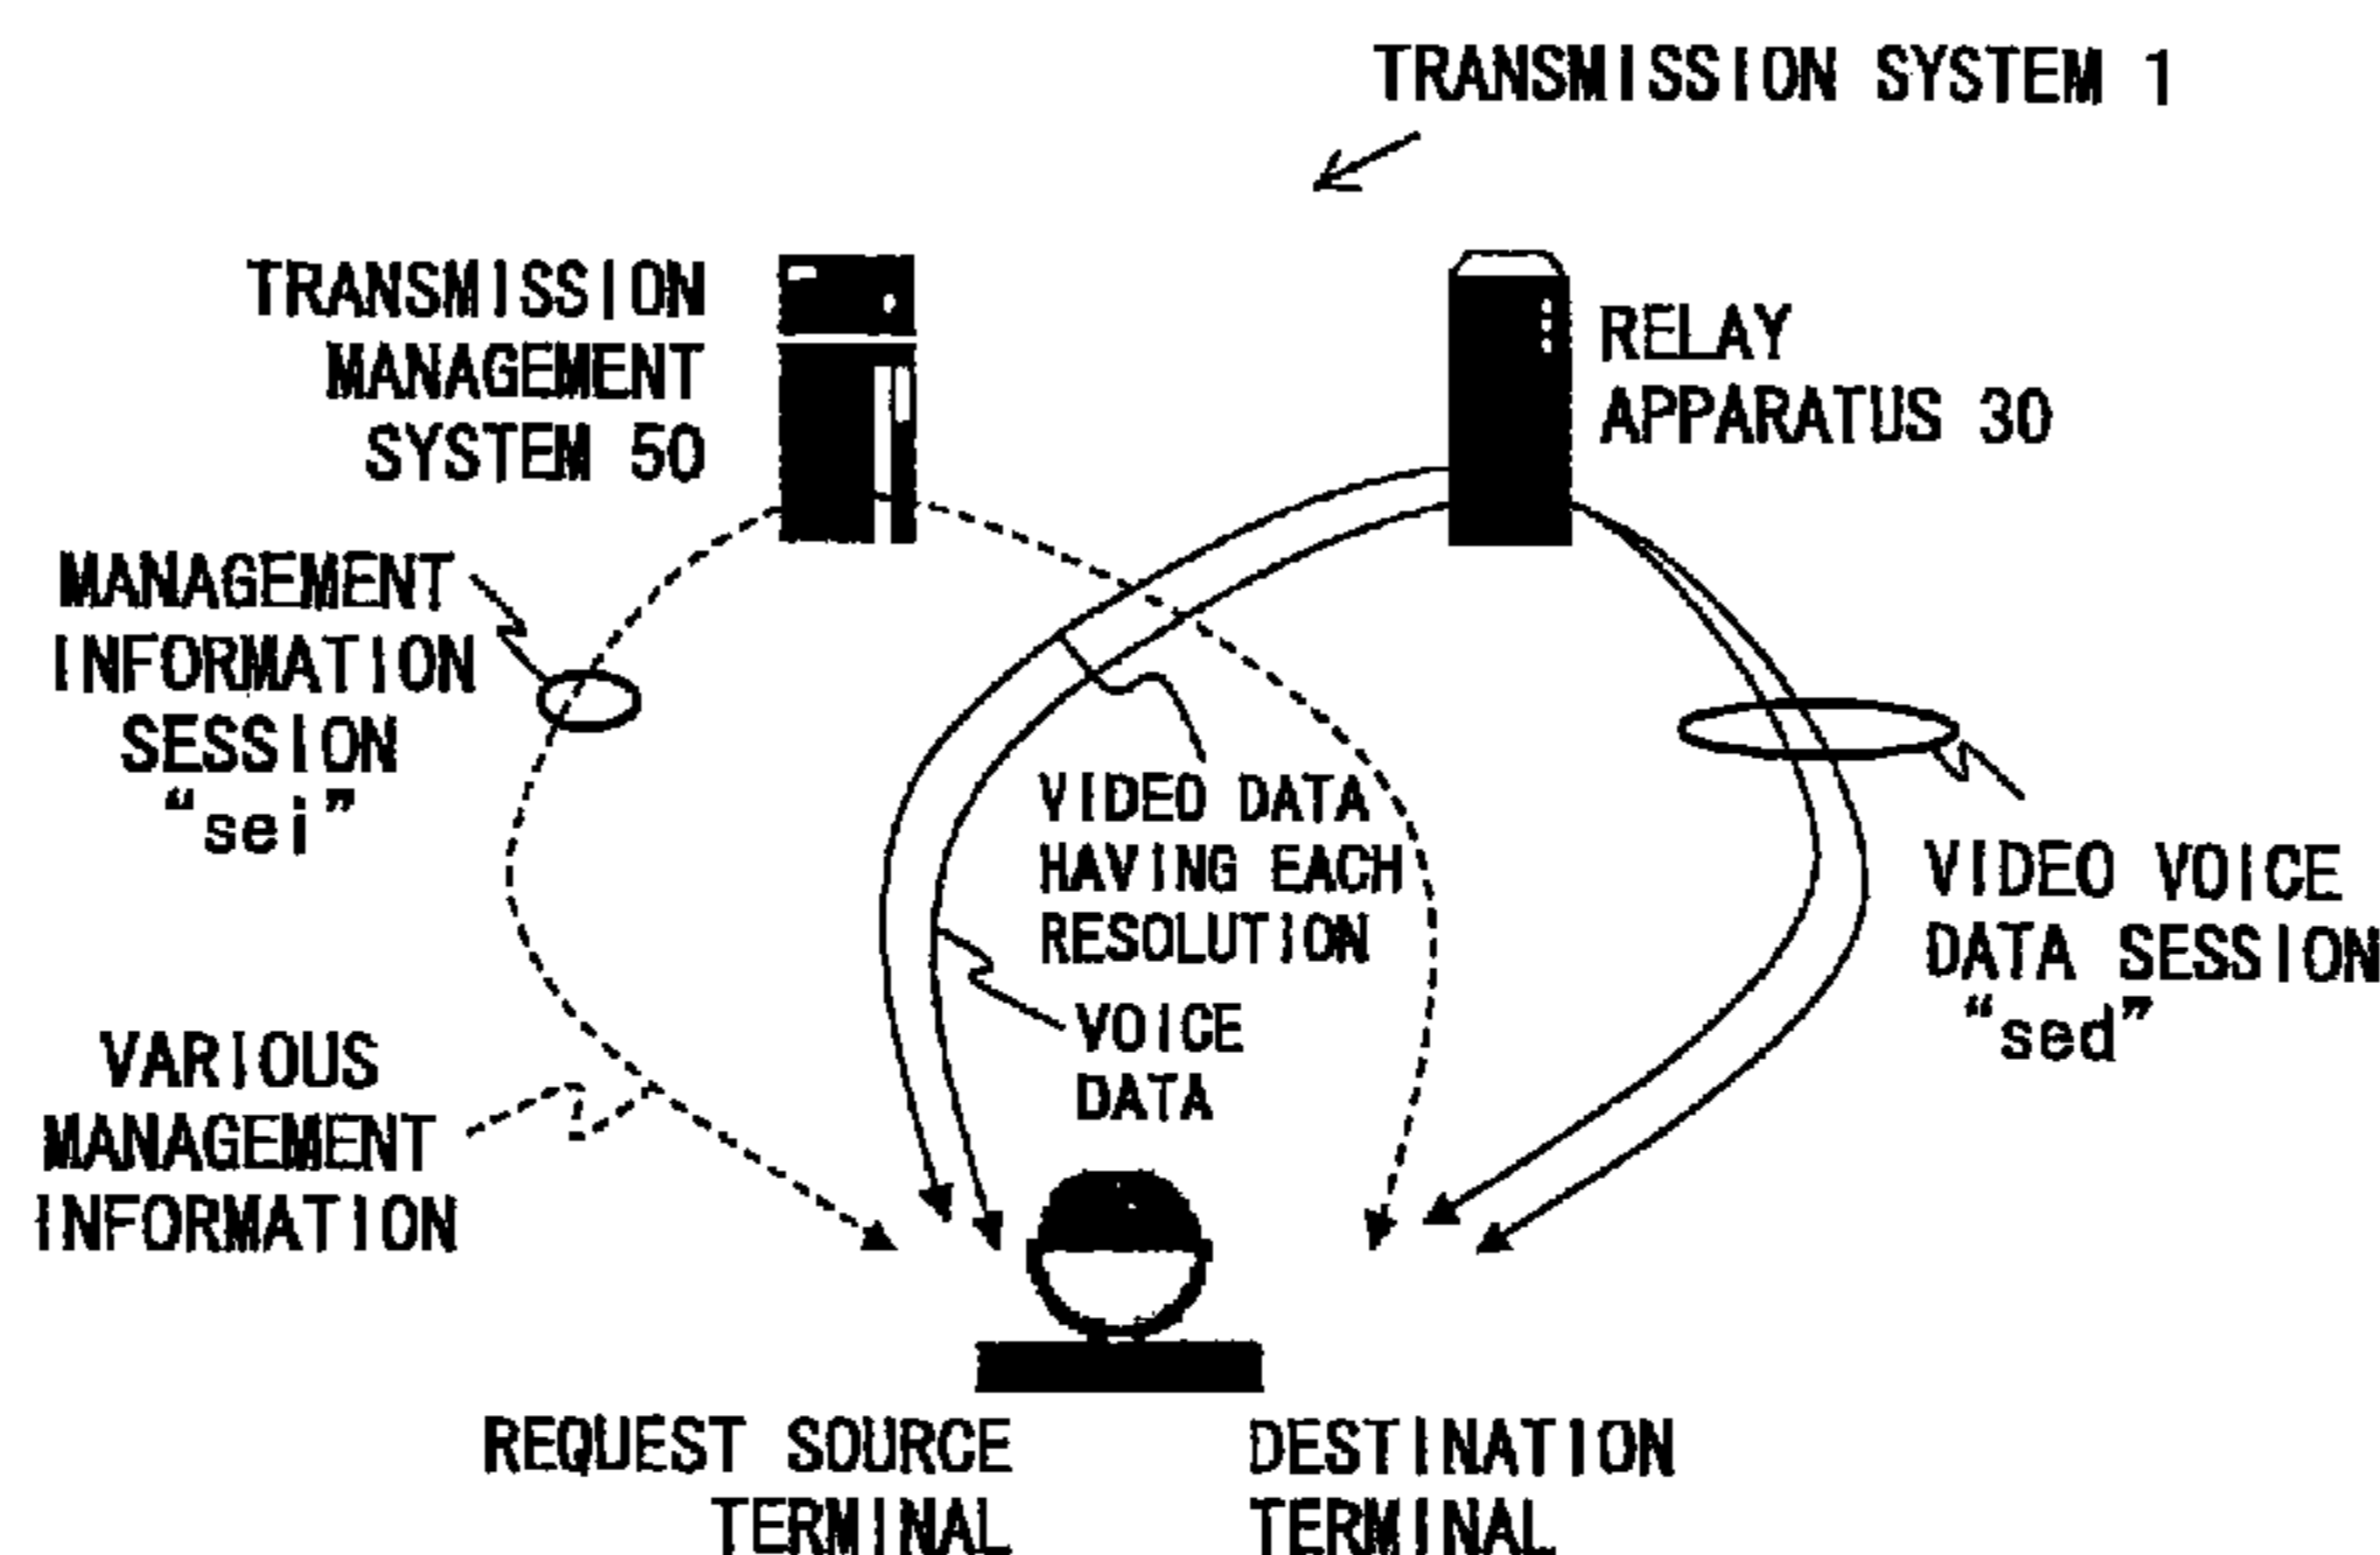 TRANSMISSION SYSTEM 1
TRANSMISSION
MANAGEMENT
SYSTEM 50
RELAY
APPARATUS 30
MANAGEMENT
INFORMATION
SESSION
“sei”
VIDEO DATA
HAVING EACH
RESOLUTION
VOICE
DATA
VIDEO VOICE
DATA SESSION
“sed”
VARIOUS
MANAGEMENT
INFORMATION
REQUEST SOURCE
TERMINAL
DESTINATION
TERMINAL